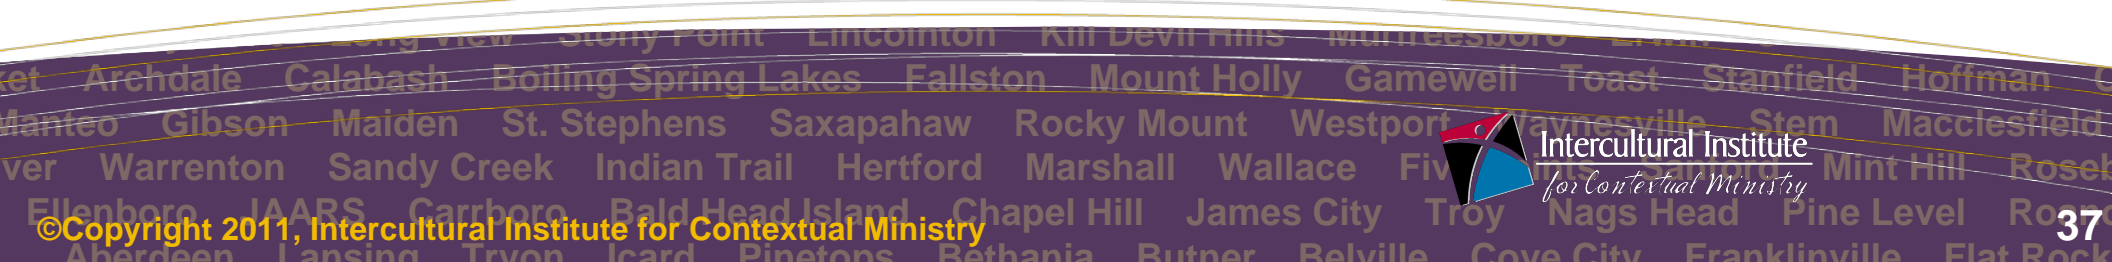 Long View Stony Point Lincolnton Kill Devil Hills Murfreesboro
Archdale Calabash Boiling Spring Lakes Fallston Mount Holly Gamewell Toast Stanfield Hoffman
Manteo Gibson Maiden St. Stephens Saxapahaw Rocky Mount Westport Waynesville Stem Macclesfield
Warrenton Sandy Creek Indian Trail Hertford Marshall Wallace Sanford Mint Hill
Intercultural Institute
for Contextual Ministry
Ellenboro JAARS Carrboro Bald Head Island Chapel Hill James City Troy Nags Head Pine Level
©Copyright 2011, Intercultural Institute for Contextual Ministry
37
Aberdeen Lansing Tryon Icard Pinetops Bethania Butner Belville Cove City Franklinville Flat Rock